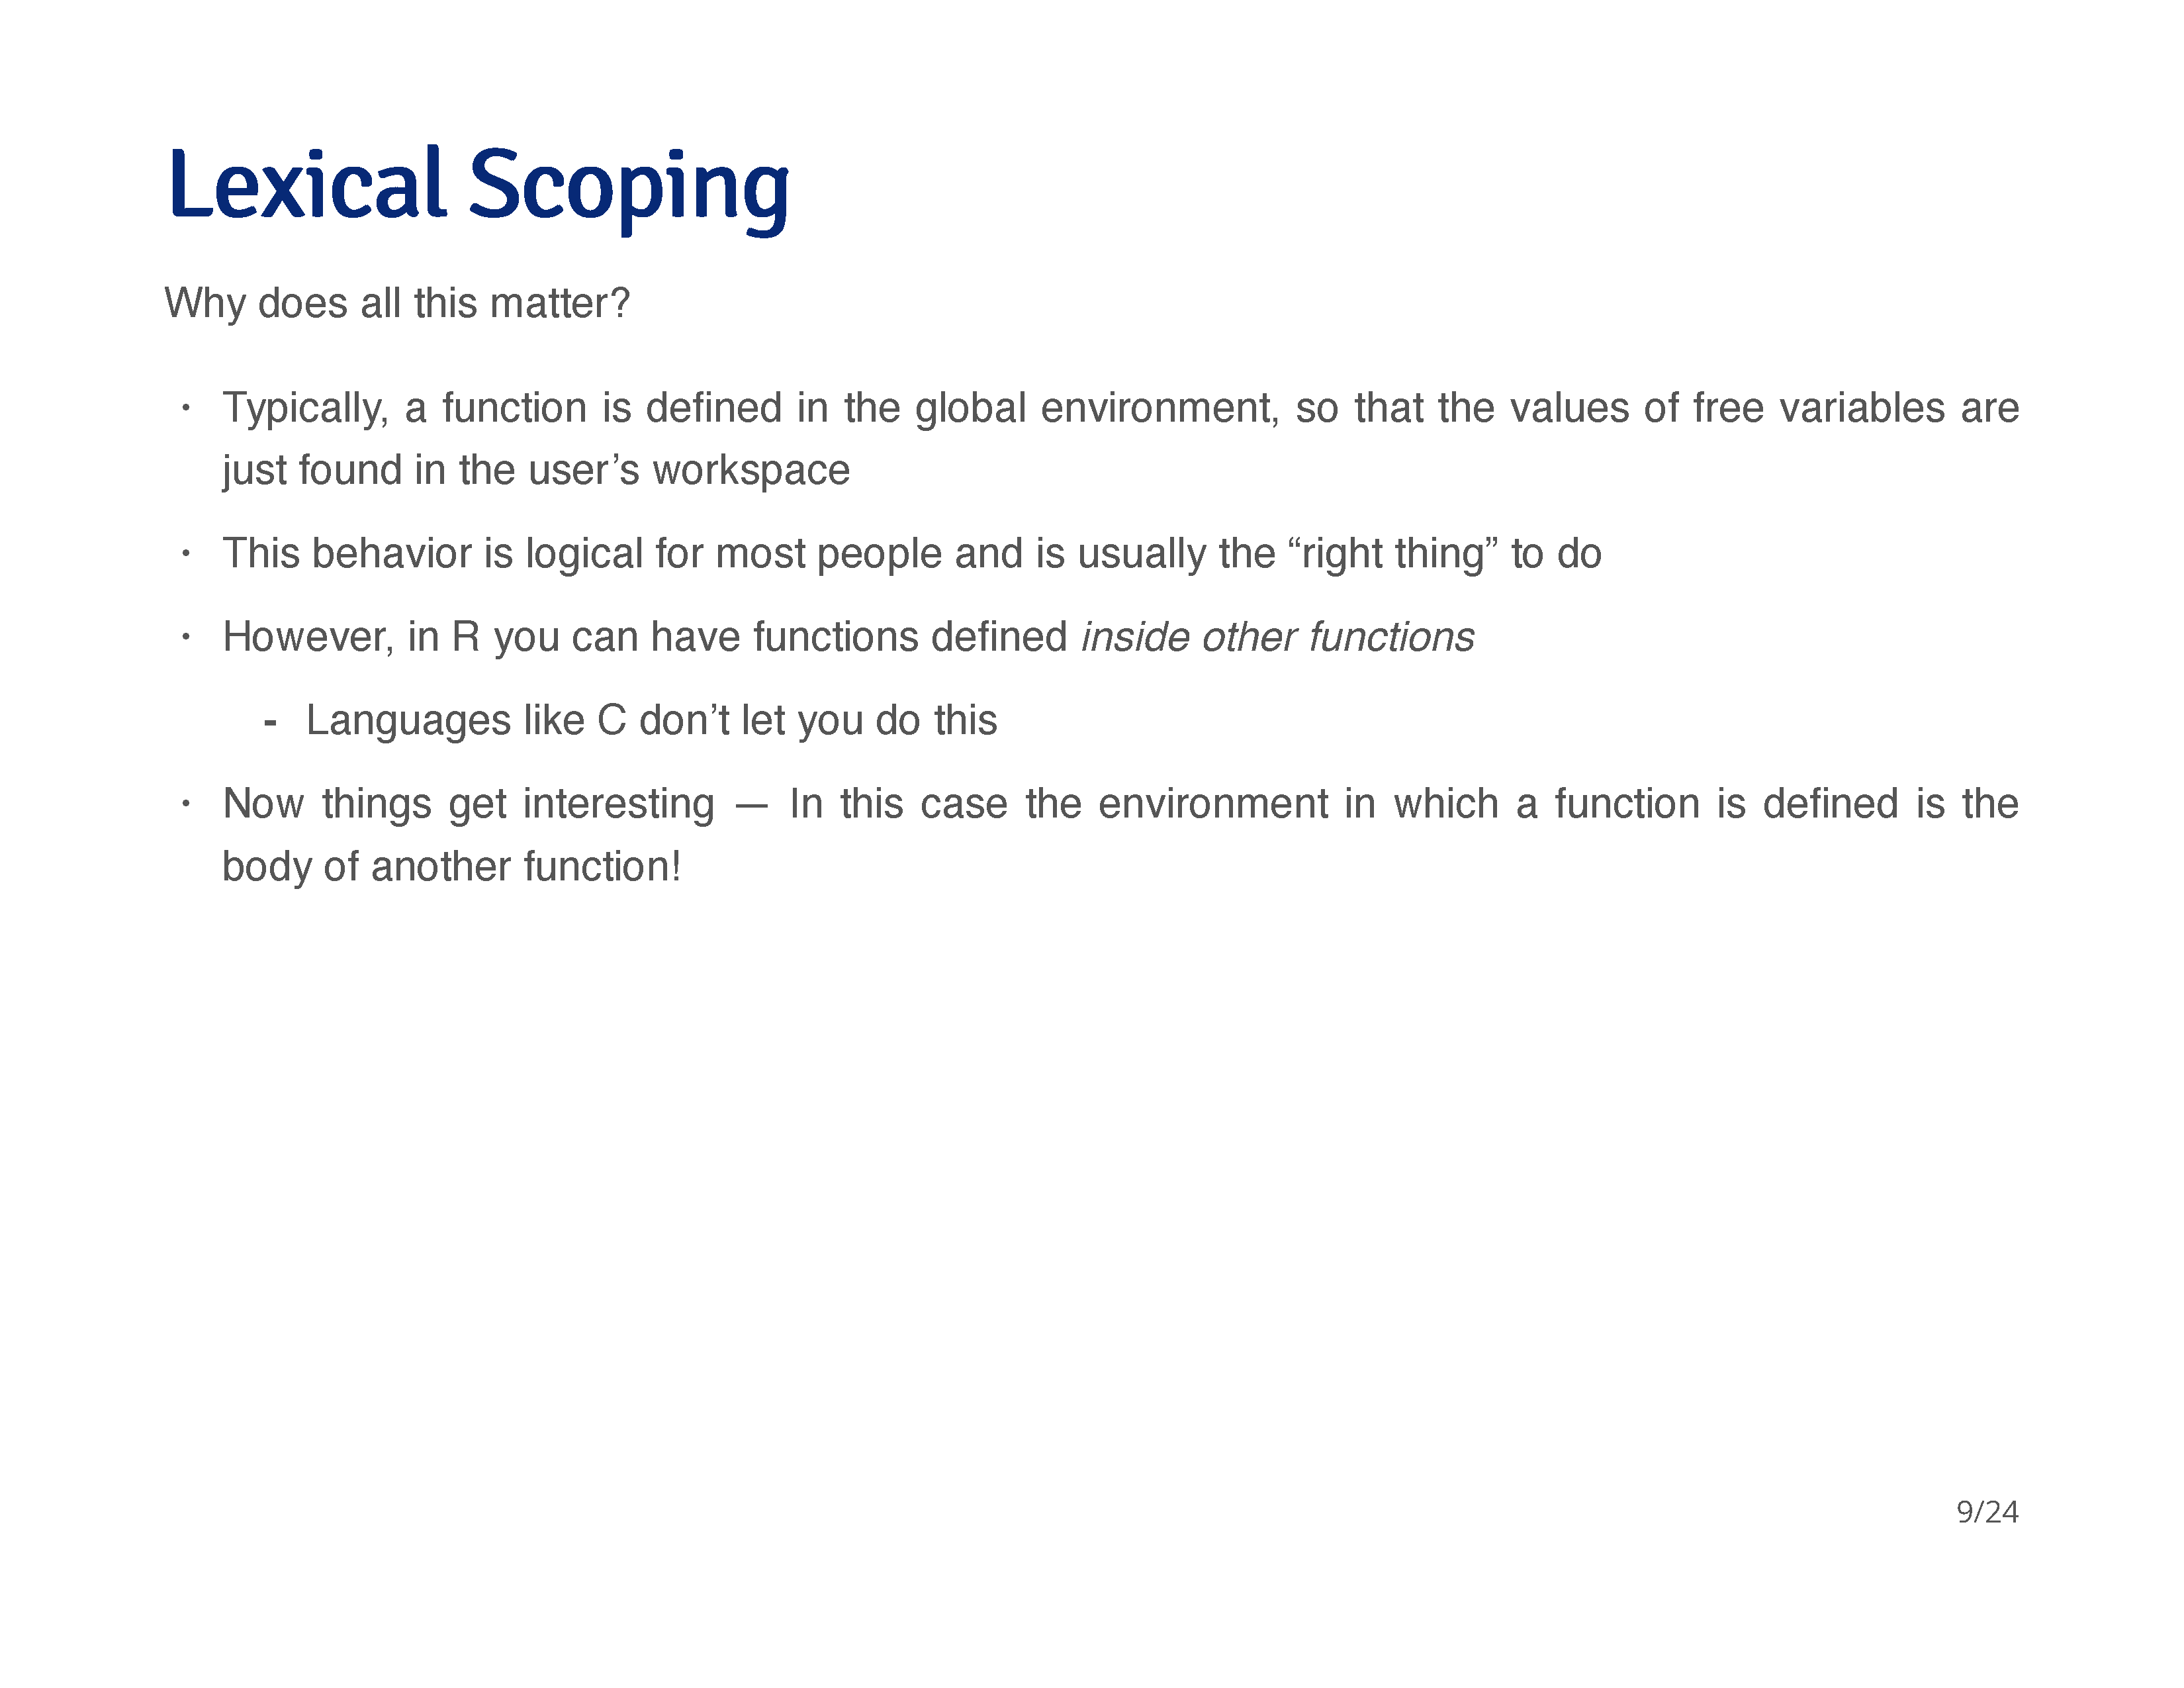 Lexical Scoping
Why does all this matter?
· Typically, a function is defined in the global environment, so that the values of free variables are
just found in the user’s workspace
· This behavior is logical for most people and is usually the “right thing” to do
· However, in R you can have functions defined inside other functions
- Languages like C don’t let you do this
· Now things get interesting — In this case the environment in which a function is defined is the
body of another function!
9/24